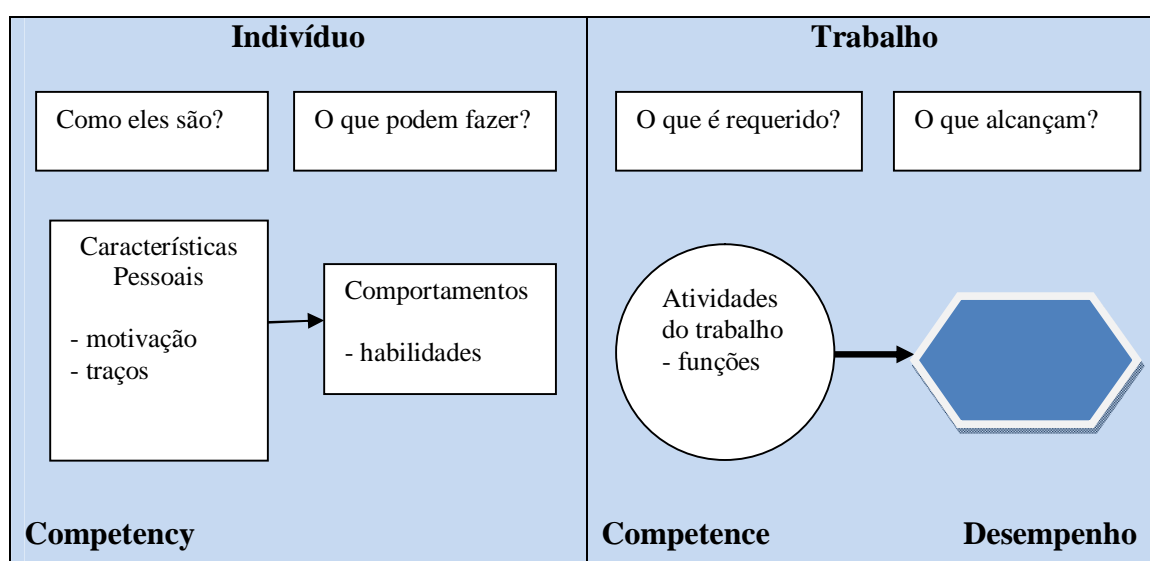 Indivíduo
Trabalho
Como eles são?
O que podem fazer?
O que é requerido?
O que alcançam?
Características
Pessoais
- motivação
- traços
Comportamentos
- habilidades
Atividades
do trabalho
- funções
Competency
Competence
Desempenho